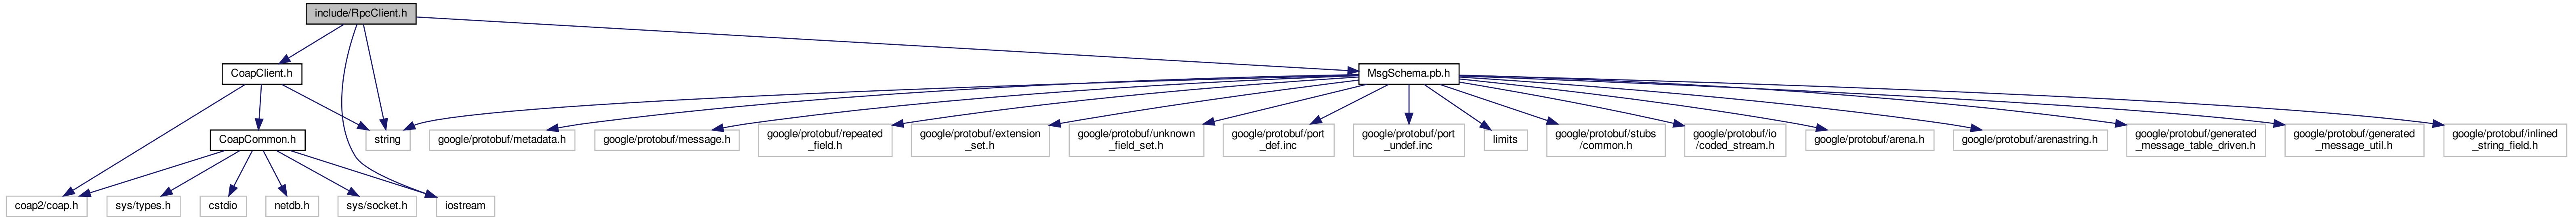 include/RpcClient.h
CoapClient.h
MsgSchema.pb.h
CoapCommon.h
string
google/protobuf/metadata.h
google/protobuf/message.h
google/protobuf/repeated
_field.h
google/protobuf/extension
_set.h
google/protobuf/unknown
_field_set.h
google/protobuf/port
_def.inc
google/protobuf/port
_undef.inc
limits
google/protobuf/stubs
/common.h
google/protobuf/io
/coded_stream.h
google/protobuf/arena.h
google/protobuf/arenastring.h
google/protobuf/generated
_message_table_driven.h
google/protobuf/generated
_message_util.h
google/protobuf/inlined
_string_field.h
coap2/coap.h
sys/types.h
cstdio
netdb.h
sys/socket.h
iostream